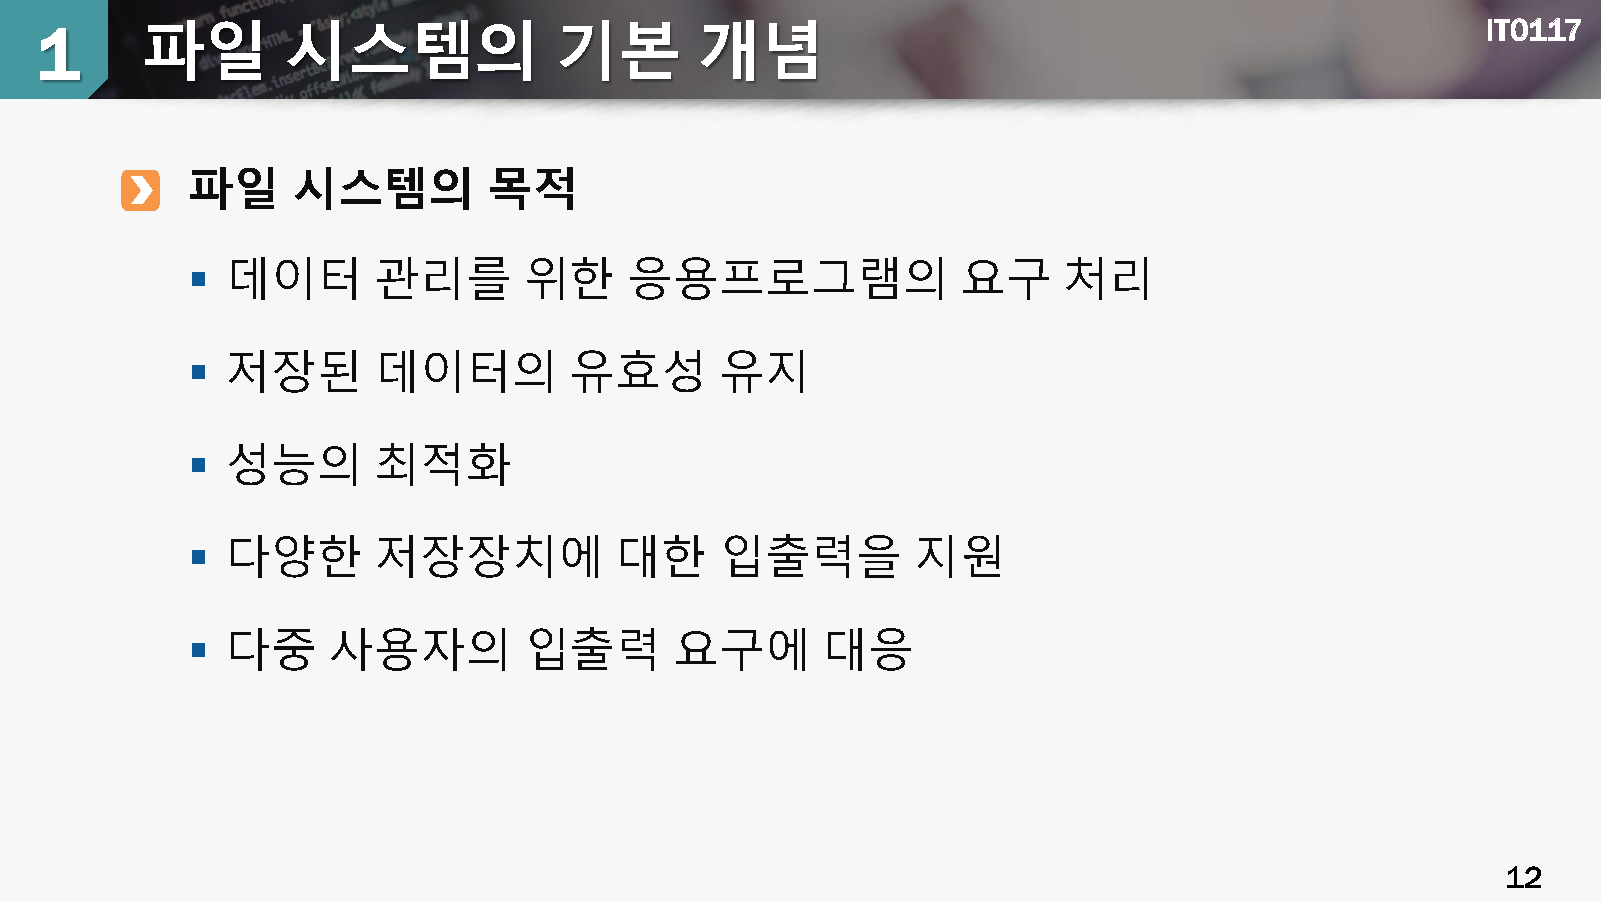 1 파일 시스템의 기본 개념
IT0117
파일 시스템의 목적
▪ 데이터 관리를 위한 응용프로그램의 요구 처리
▪ 저장된 데이터의 유효성 유지
▪ 성능의 최적화
▪ 다양한 저장장치에 대한 입출력을 지원
▪ 다중 사용자의 입출력 요구에 대응
12